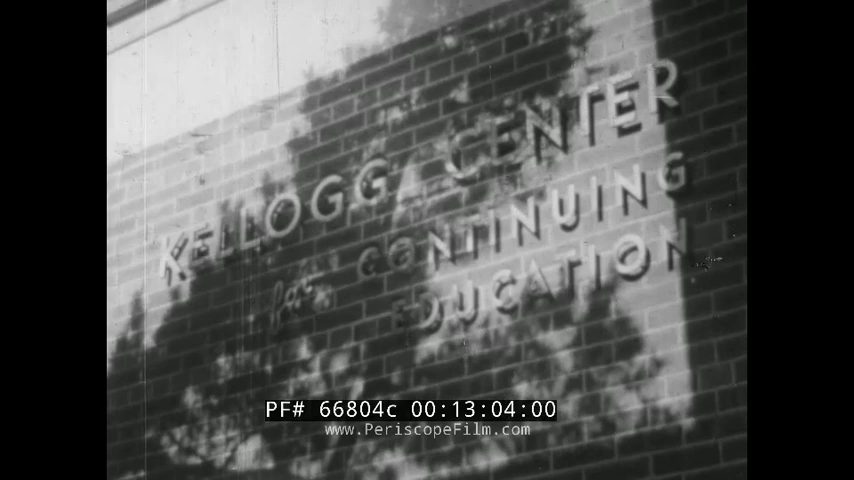 KELLOGG CENTER
for CONTINUING
EDUCATION
PF# 66804c 00:13:04:00
www.PeriscopeFilm.com